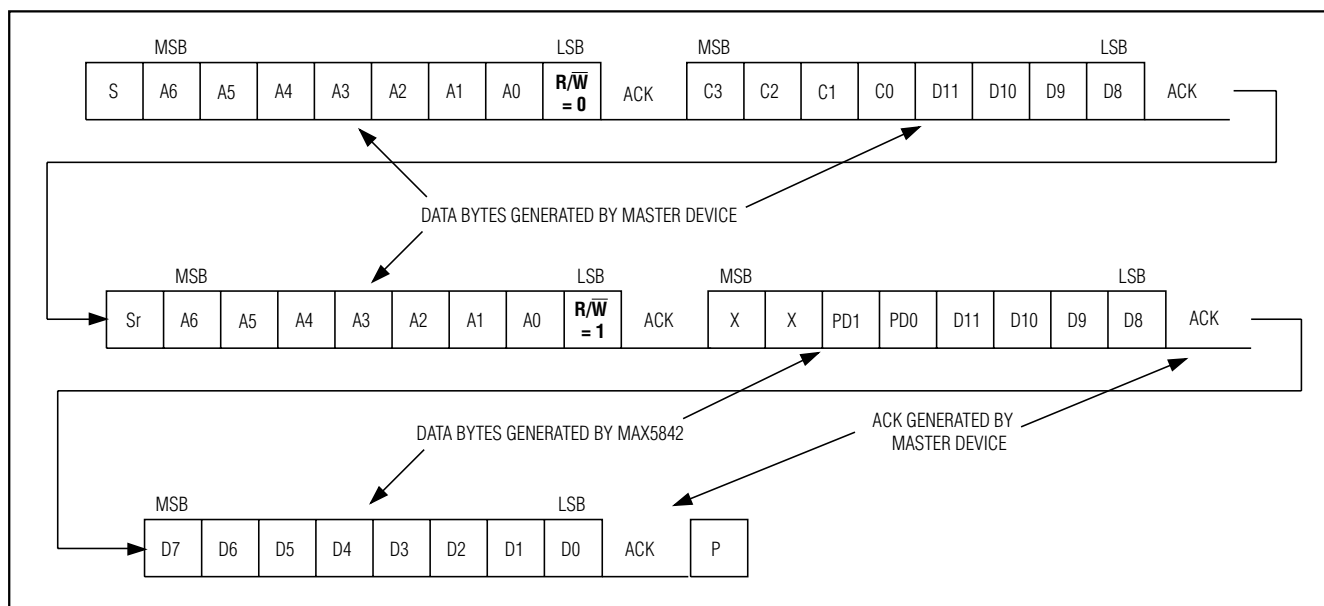 MSB LSB MSB LSB
S A6 A5 A4 A3 A2 A1 A0 R/W̅ = 0 ACK C3 C2 C1 C0 D11 D10 D9 D8 ACK
DATA BYTES GENERATED BY MASTER DEVICE
MSB LSB MSB LSB
Sr A6 A5 A4 A3 A2 A1 A0 R/W̅ = 1 ACK X X PD1 PD0 D11 D10 D9 D8 ACK
DATA BYTES GENERATED BY MAX5842
ACK GENERATED BY
MASTER DEVICE
MSB LSB
D7 D6 D5 D4 D3 D2 D1 D0 ACK P